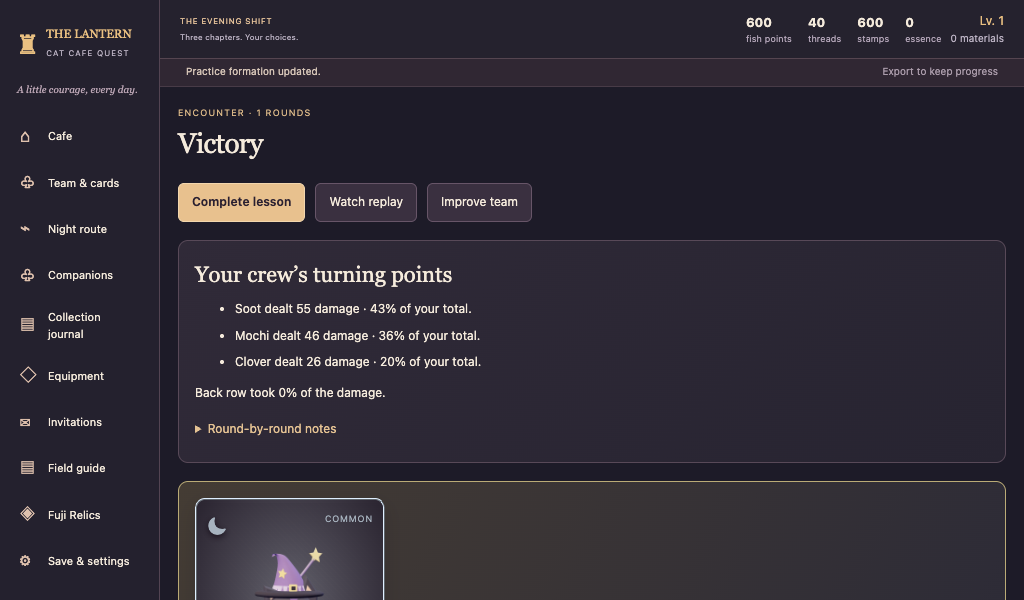 THE LANTERN
CAT CAFE QUEST
A little courage, every day.
Cafe
Team & cards
Night route
Companions
Collection
journal
Equipment
Invitations
Field guide
Fuji Relics
Save & settings
THE EVENING SHIFT
Three chapters. Your choices.
600
fish points
40
threads
600
stamps
0
essence
Lv. 1
0 materials
Practice formation updated.
Export to keep progress
ENCOUNTER · 1 ROUNDS
Victory
Complete lesson
Watch replay
Improve team
Your crew’s turning points
• Soot dealt 55 damage · 43% of your total.
• Mochi dealt 46 damage · 36% of your total.
• Clover dealt 26 damage · 20% of your total.
Back row took 0% of the damage.
Round-by-round notes
COMMON